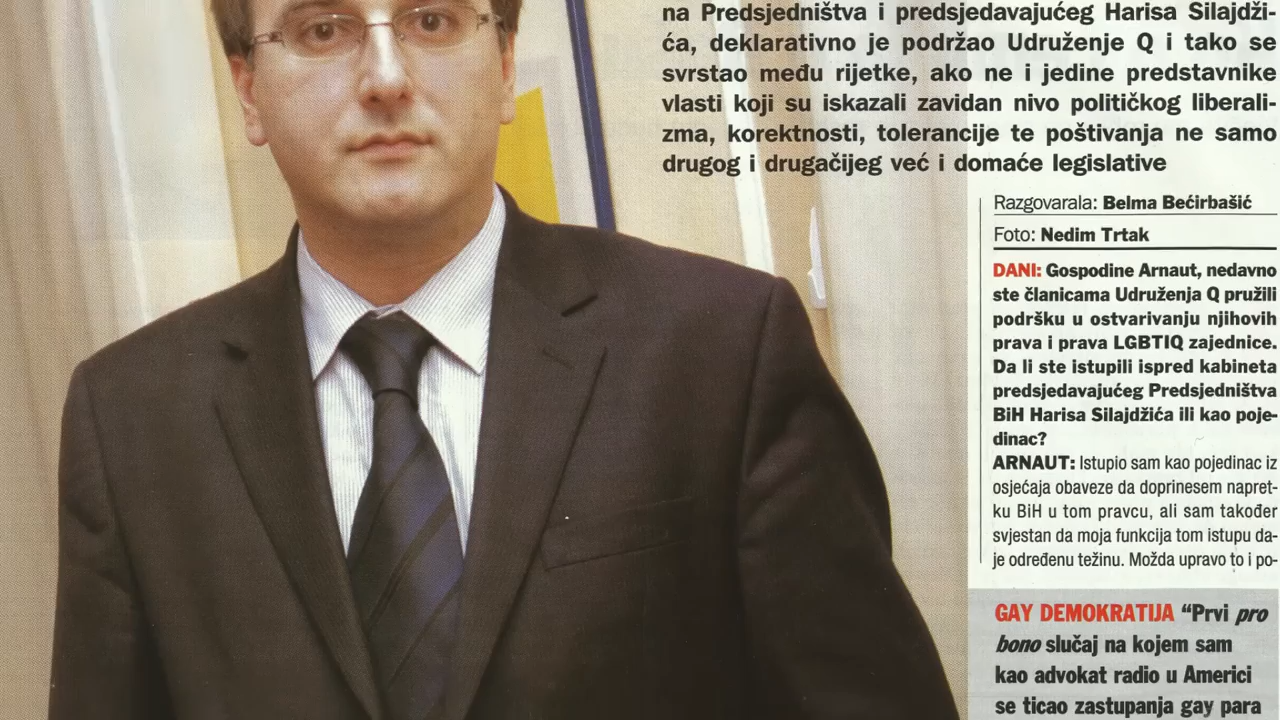 na Predsjedništva i predsjedavajućeg Harisa Silajdži-
ća, deklarativno je podržao Udruženje Q i tako se
svrstao među rijetke, ako ne i jedine predstavnike
vlasti koji su iskazali zavidan nivo političkog liberali-
zma, korektnosti, tolerancije te poštivanja ne samo
drugog i drugačijeg već i domaće legislative
Razgovarala: Belma Bećirbašić
Foto: Nedim Trtak
DANI: Gospodine Arnaut, nedavno
ste članicama Udruženja Q pružili
podršku u ostvarivanju njihovih
prava i prava LGBTIQ zajednice.
Da li ste istupili ispred kabineta
predsjedavajućeg Predsjedništva
BiH Harisa Silajdžića ili kao poje-
dinac?
ARNAUT: Istupio sam kao pojedinac iz
osjećaja obaveze da doprinesem napret-
ku BiH u tom pravcu, ali sam također
svjestan da moja funkcija tom istupu da-
je određenu težinu. Možda upravo to i po-
GAY DEMOKRATIJA “Prvi pro
bono slučaj na kojem sam
kao advokat radio u Americi
se ticao zastupanja gay para